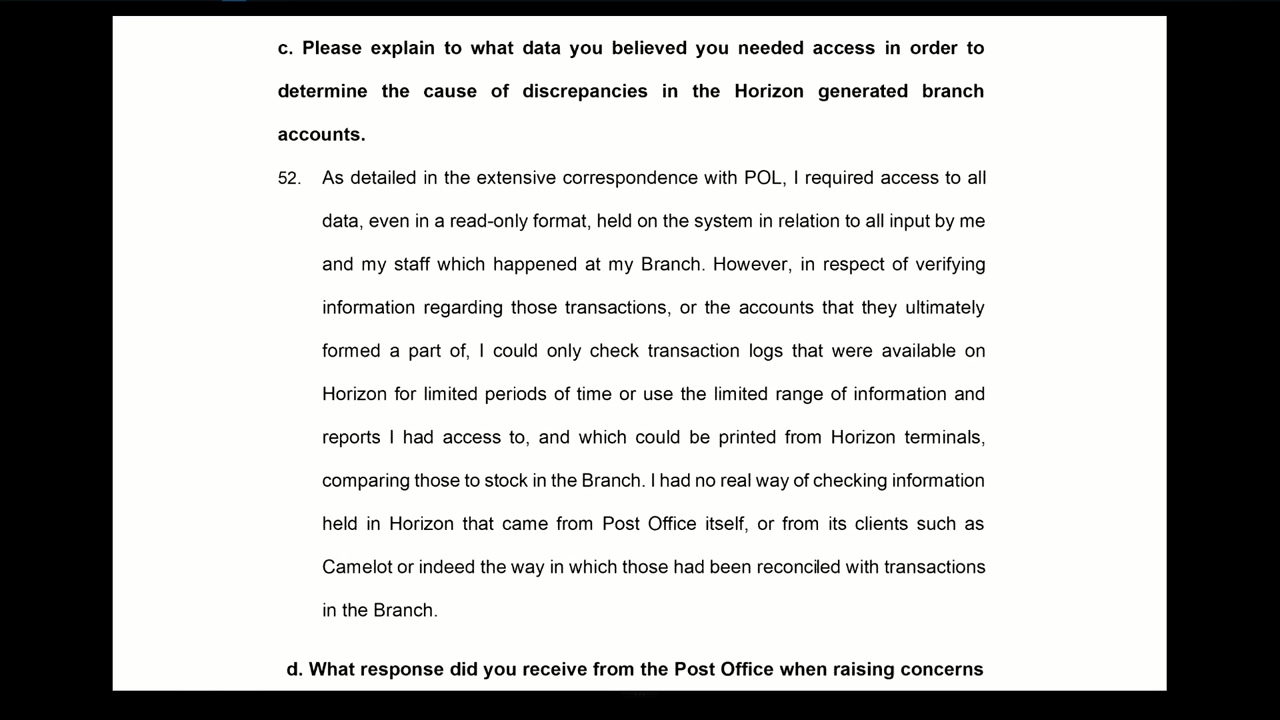 c. Please explain to what data you believed you needed access in order to
determine the cause of discrepancies in the Horizon generated branch
accounts.
52. As detailed in the extensive correspondence with POL, I required access to all
data, even in a read-only format, held on the system in relation to all input by me
and my staff which happened at my Branch. However, in respect of verifying
information regarding those transactions, or the accounts that they ultimately
formed a part of, I could only check transaction logs that were available on
Horizon for limited periods of time or use the limited range of information and
reports I had access to, and which could be printed from Horizon terminals,
comparing those to stock in the Branch. I had no real way of checking information
held in Horizon that came from Post Office itself, or from its clients such as
Camelot or indeed the way in which those had been reconciled with transactions
in the Branch.
d. What response did you receive from the Post Office when raising concerns